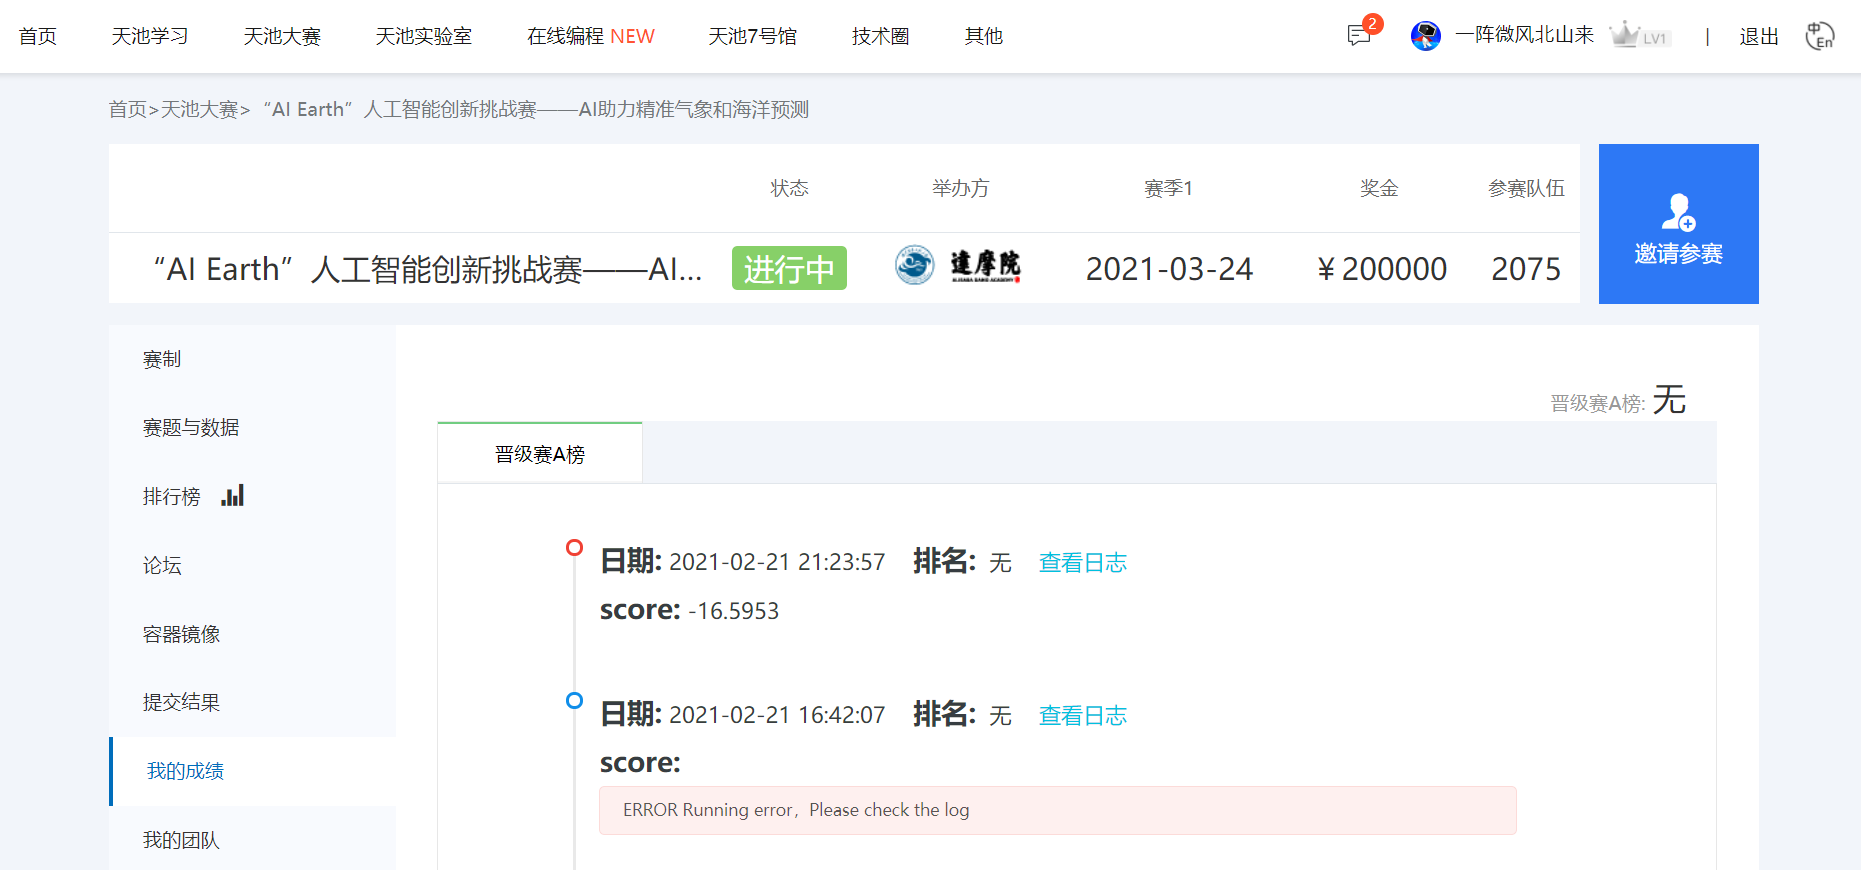 首页 天池学习 天池大赛 天池实验室 在线编程 NEW 天池7号馆 技术圈 其他 2 一阵微风北山来 LV1 | 退出 中 En
首页>天池大赛>“AI Earth”人工智能创新挑战赛——AI助力精准气象和海洋预测
状态 举办方 赛季1 奖金 参赛队伍
“AI Earth”人工智能创新挑战赛——AI... 进行中 達摩院 2021-03-24 ￥200000 2075
邀请参赛
赛制
赛题与数据
排行榜
论坛
容器镜像
提交结果
我的成绩
我的团队
晋级赛A榜: 无
晋级赛A榜
日期: 2021-02-21 21:23:57 排名: 无 查看日志
score: -16.5953
日期: 2021-02-21 16:42:07 排名: 无 查看日志
score:
ERROR Running error，Please check the log